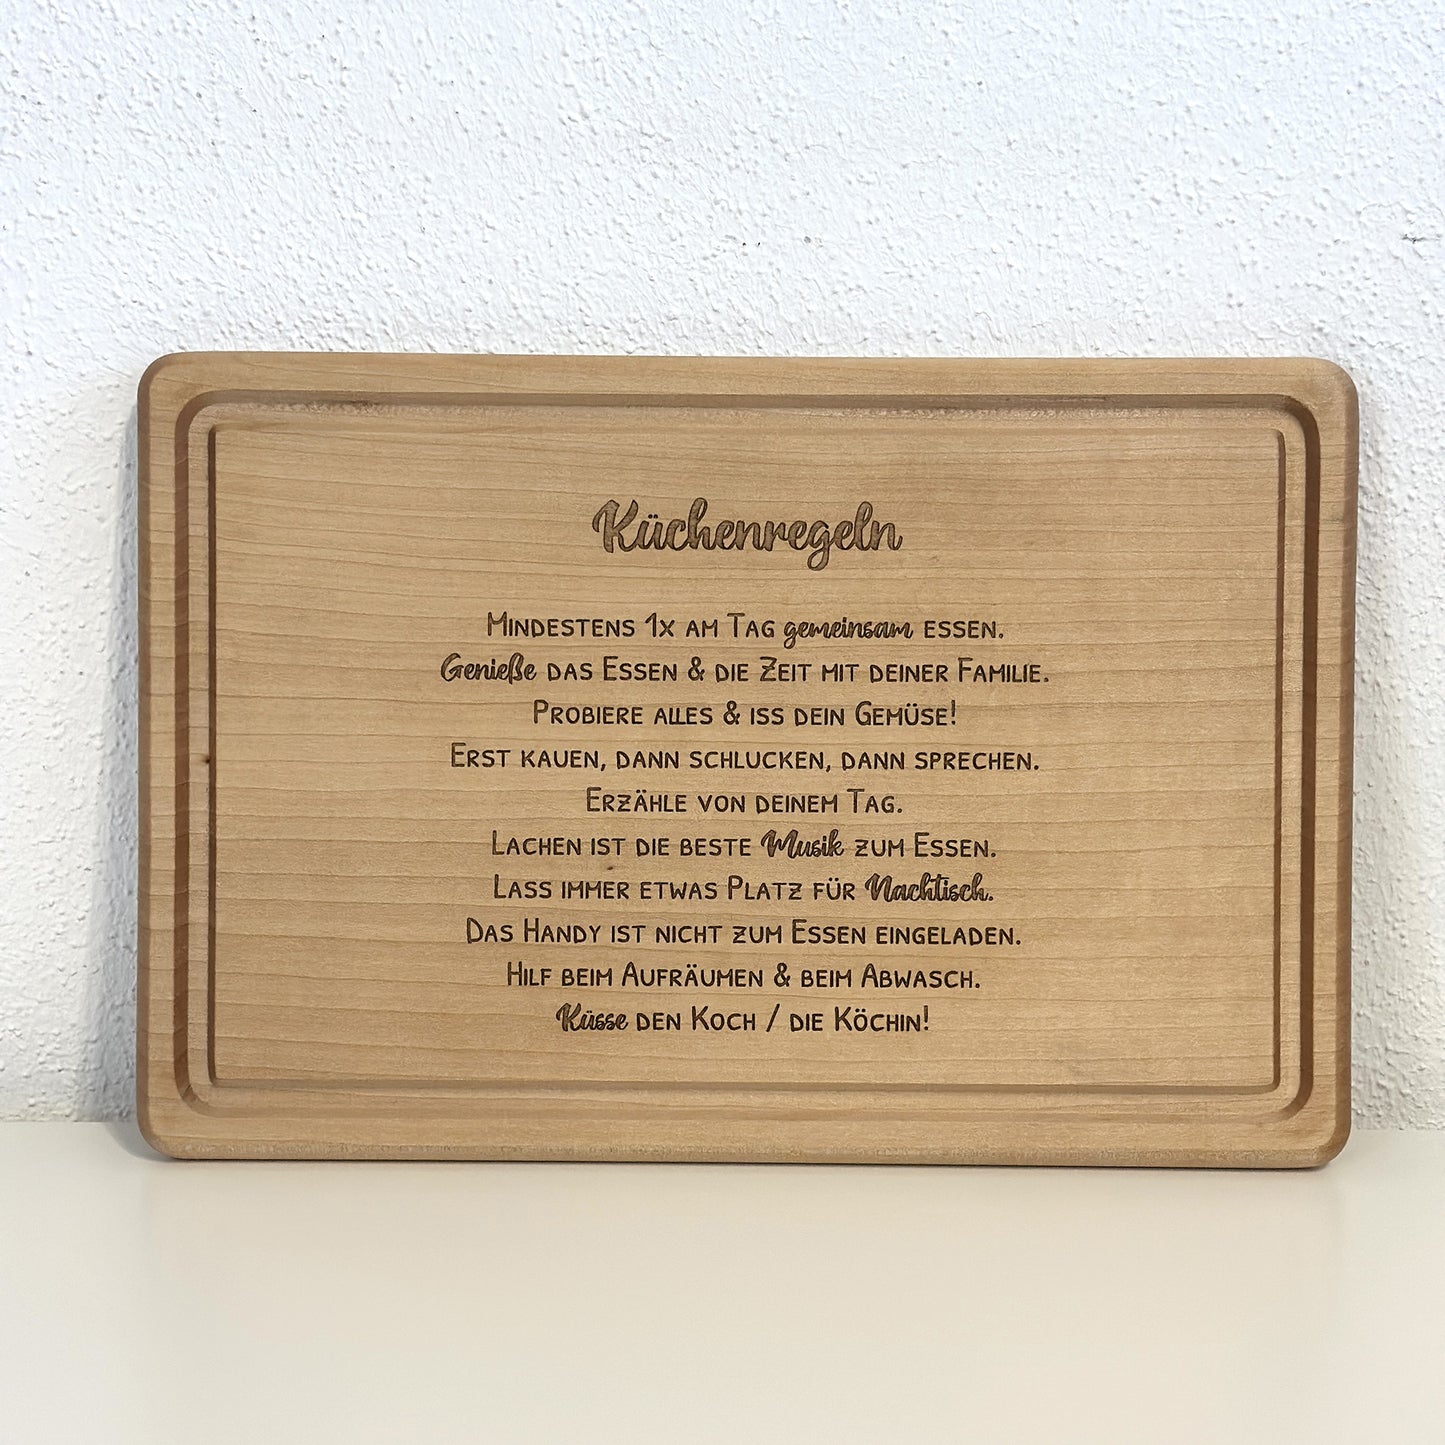 Küchenregeln
Mindestens 1x am Tag gemeinsam essen.
Genieße das Essen & die Zeit mit deiner Familie.
Probiere alles & iss dein Gemüse!
Erst kauen, dann schlucken, dann sprechen.
Erzähle von deinem Tag.
Lachen ist die beste Musik zum Essen.
Lass immer etwas Platz für Nachtisch.
Das Handy ist nicht zum Essen eingeladen.
Hilf beim Aufräumen & beim Abwasch.
Küsse den Koch / die Köchin!